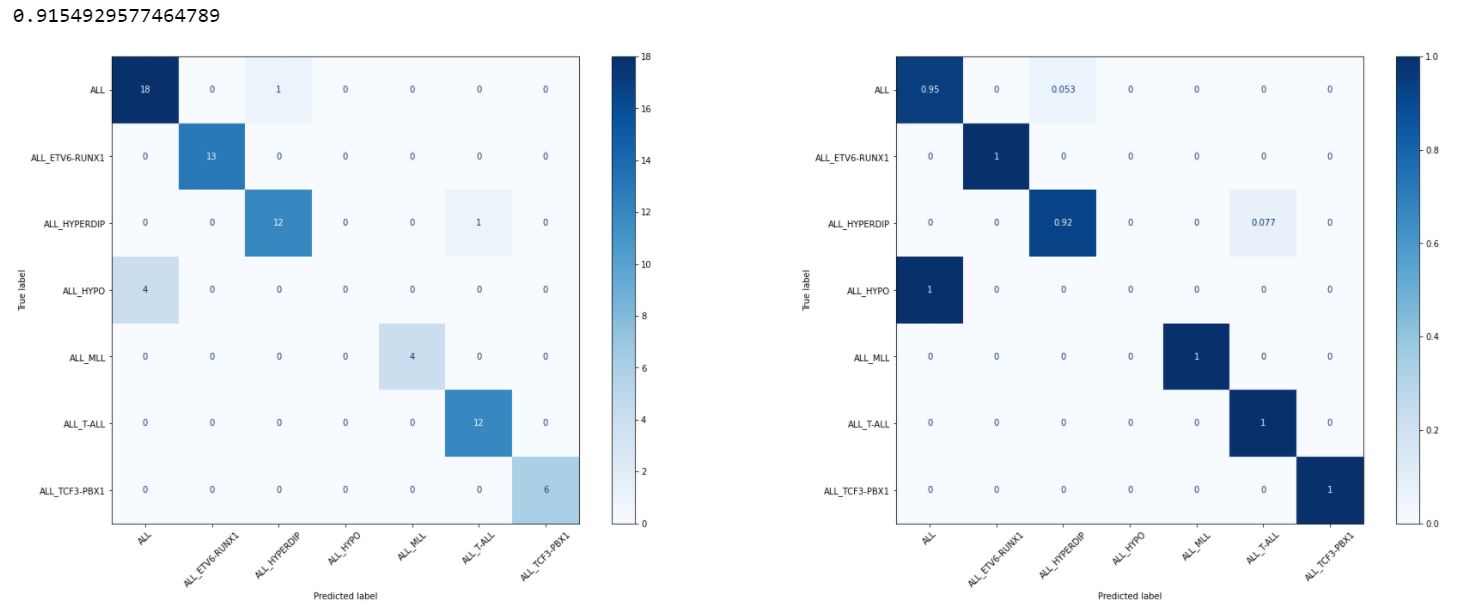 0.9154929577464789
18
ALL 18 0 1 0 0 0 0
16
ALL_ETV6-RUNX1 0 13 0 0 0 0 0
14
12
ALL_HYPERDIP 0 0 12 0 0 1 0
10
True label
ALL_HYPO 4 0 0 0 0 0 0
8
ALL_MLL 0 0 0 0 4 0 0
6
4
ALL_T-ALL 0 0 0 0 0 12 0
2
ALL_TCF3-PBX1 0 0 0 0 0 0 6
0
ALL ALL_ETV6-RUNX1 ALL_HYPERDIP ALL_HYPO ALL_MLL ALL_T-ALL ALL_TCF3-PBX1
Predicted label
1.0
ALL 0.95 0 0.053 0 0 0 0
ALL_ETV6-RUNX1 0 1 0 0 0 0 0
0.8
ALL_HYPERDIP 0 0 0.92 0 0 0.077 0
0.6
True label
ALL_HYPO 1 0 0 0 0 0 0
0.4
ALL_MLL 0 0 0 0 1 0 0
0.2
ALL_T-ALL 0 0 0 0 0 1 0
ALL_TCF3-PBX1 0 0 0 0 0 0 1
0.0
ALL ALL_ETV6-RUNX1 ALL_HYPERDIP ALL_HYPO ALL_MLL ALL_T-ALL ALL_TCF3-PBX1
Predicted label